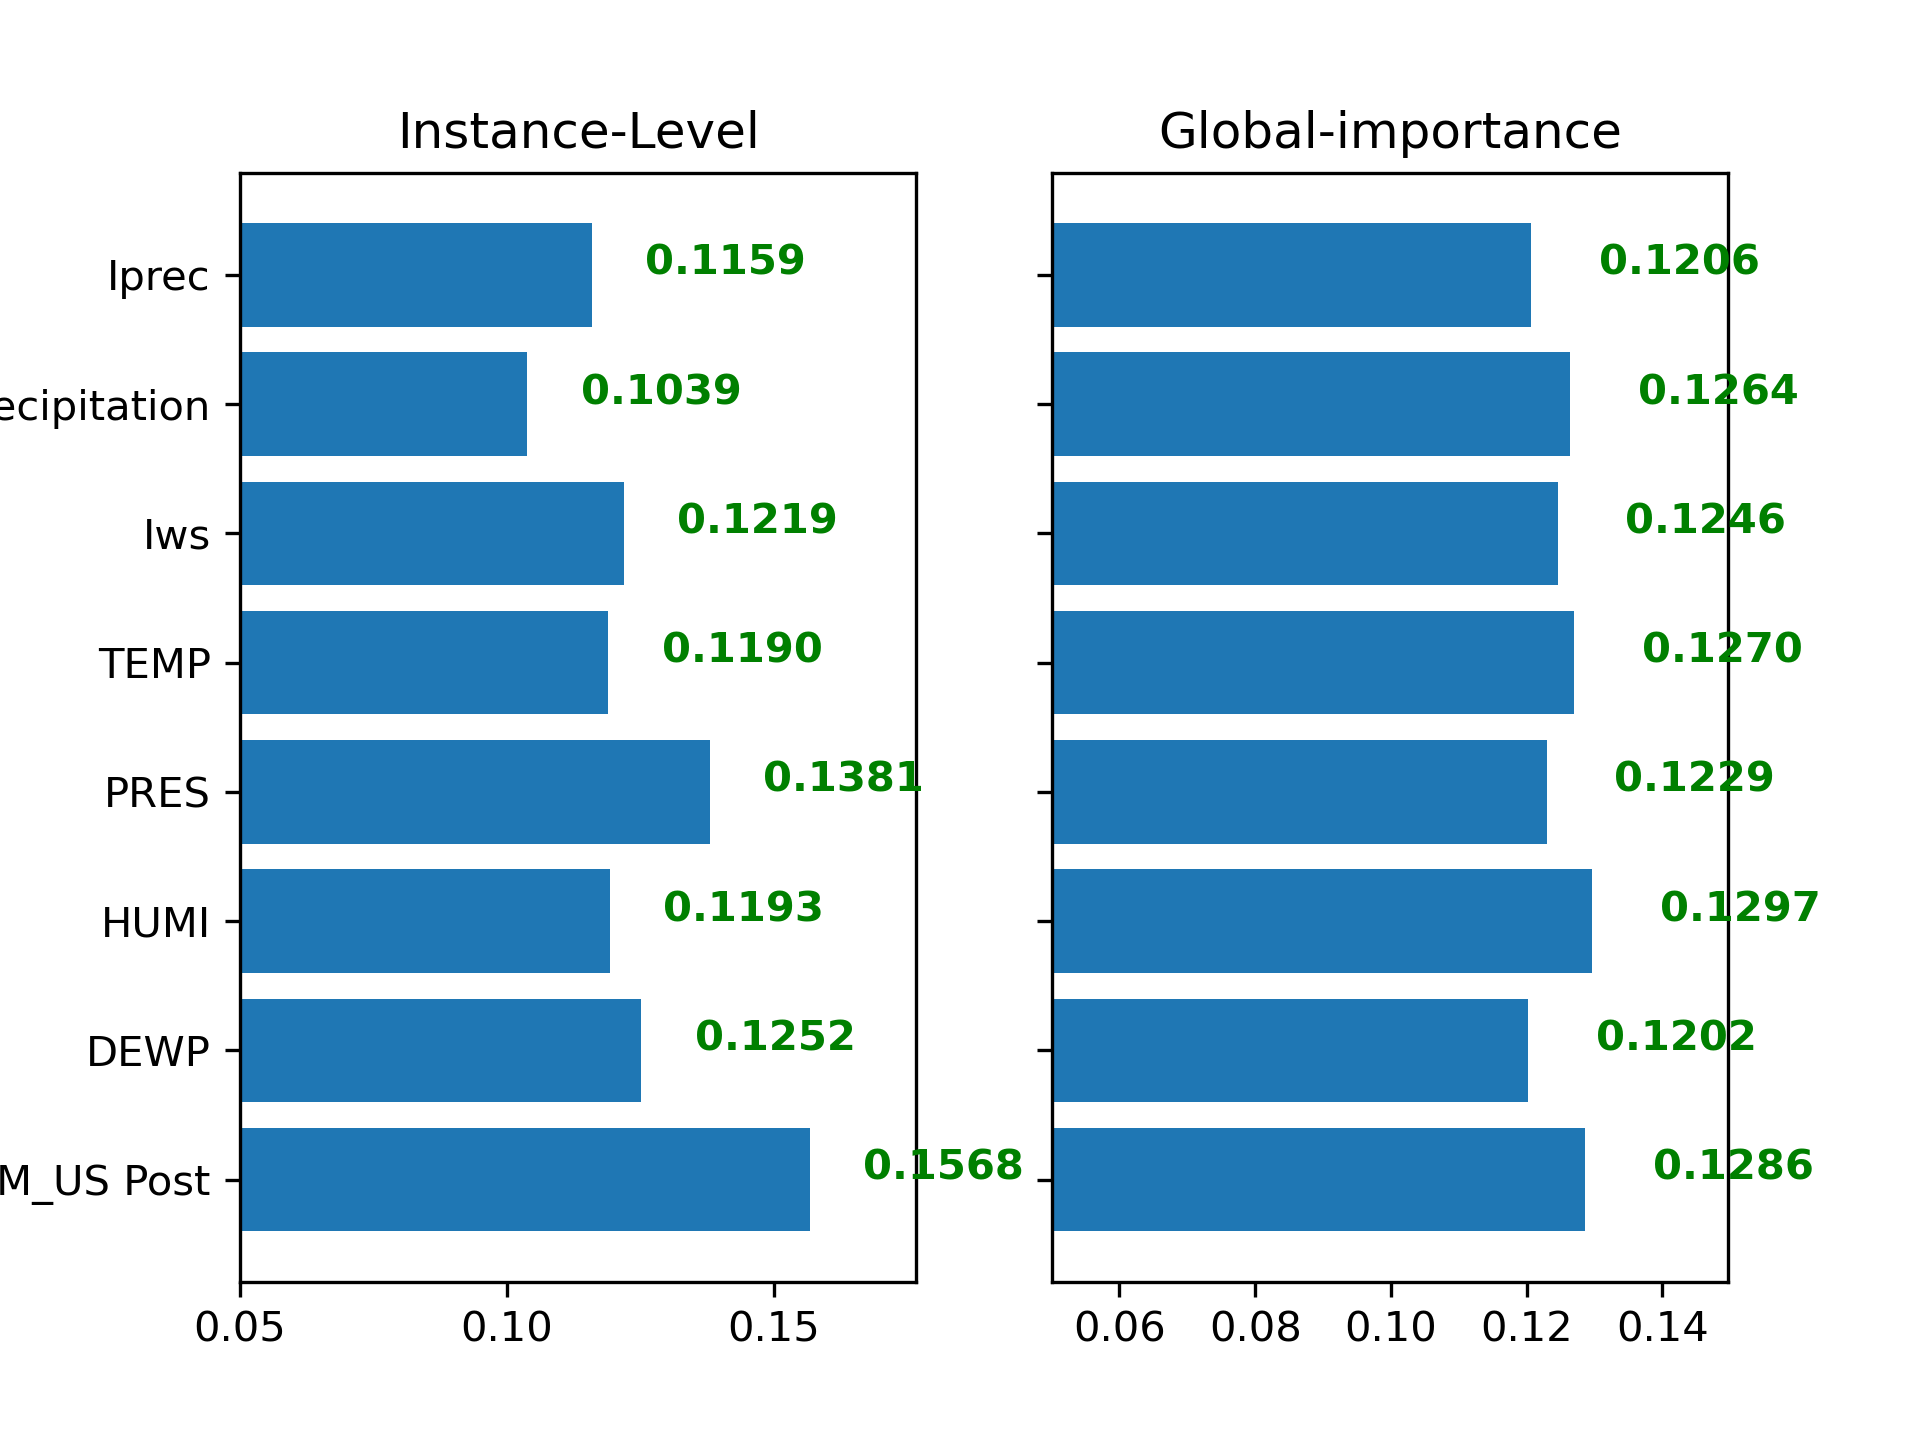 Instance-Level
Global-importance
Iprec 0.1159 0.1206
ecipitation 0.1039 0.1264
Iws 0.1219 0.1246
TEMP 0.1190 0.1270
PRES 0.1381 0.1229
HUMI 0.1193 0.1297
DEWP 0.1252 0.1202
M_US Post 0.1568 0.1286
0.05 0.10 0.15
0.06 0.08 0.10 0.12 0.14